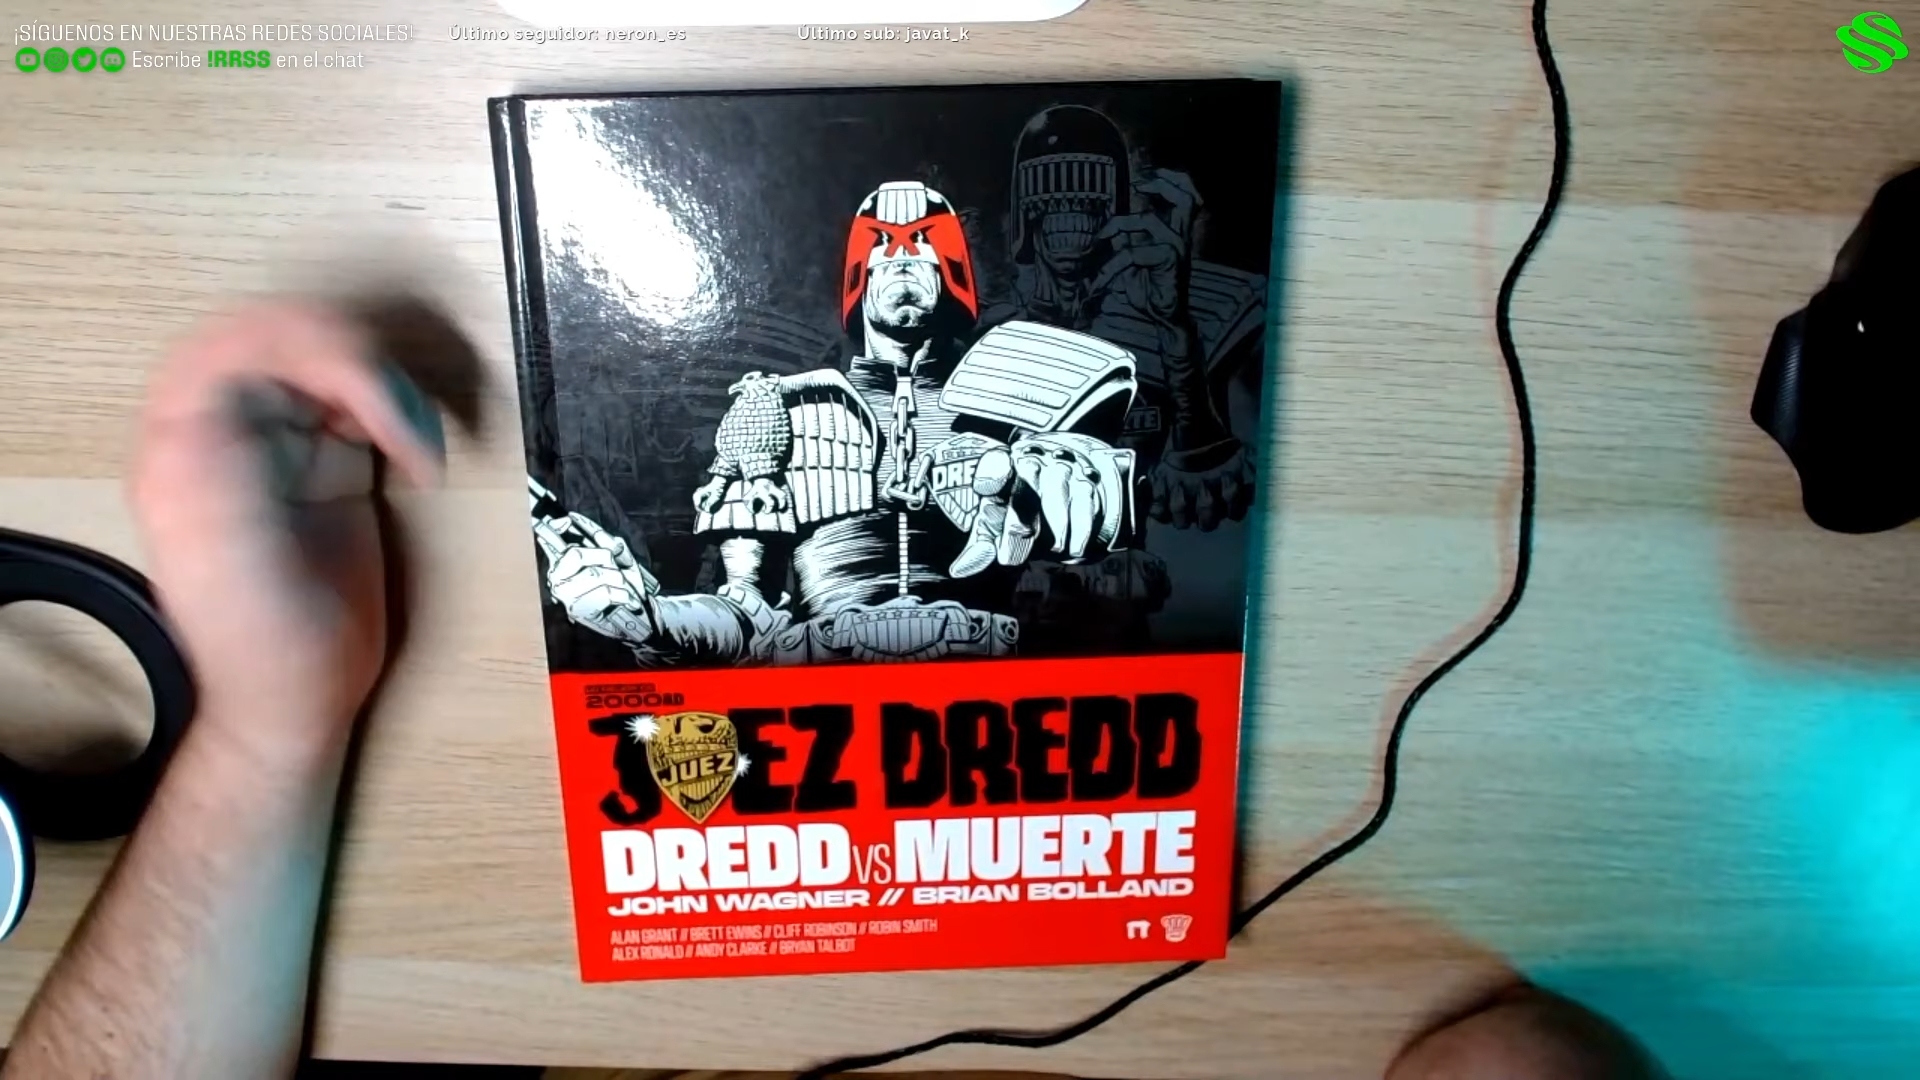 ¡SÍGUENOS EN NUESTRAS REDES SOCIALES!
Último seguidor: neron_es
Último sub: javat_k
Escribe !RRSS en el chat
DRE
2000AD
JUEZ DREDD
JUEZ
DREDD VS MUERTE
JOHN WAGNER // BRIAN BOLLAND
ALAN GRANT // BRETT EWINS // CLIFF ROBINSON // ROBIN SMITH
ALEX RONALD // ANDY CLARKE // BRYAN TALBOT